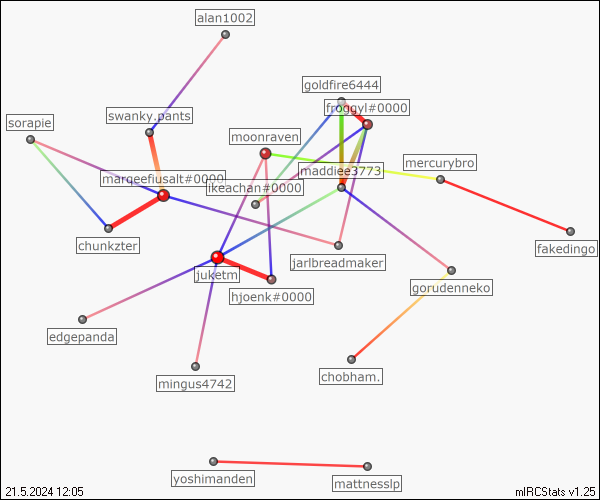 alan1002
goldfire6444
froggyl#0000
swanky.pants
sorapie
moonraven
mercurybro
maddiee3773
marqeefiusalt#0000
ikeachan#0000
chunkzter
fakedingo
jarlbreadmaker
juketm
gorudenneko
hjoenk#0000
edgepanda
chobham.
mingus4742
yoshimanden
mattnesslp
21.5.2024 12:05
mIRCStats v1.25